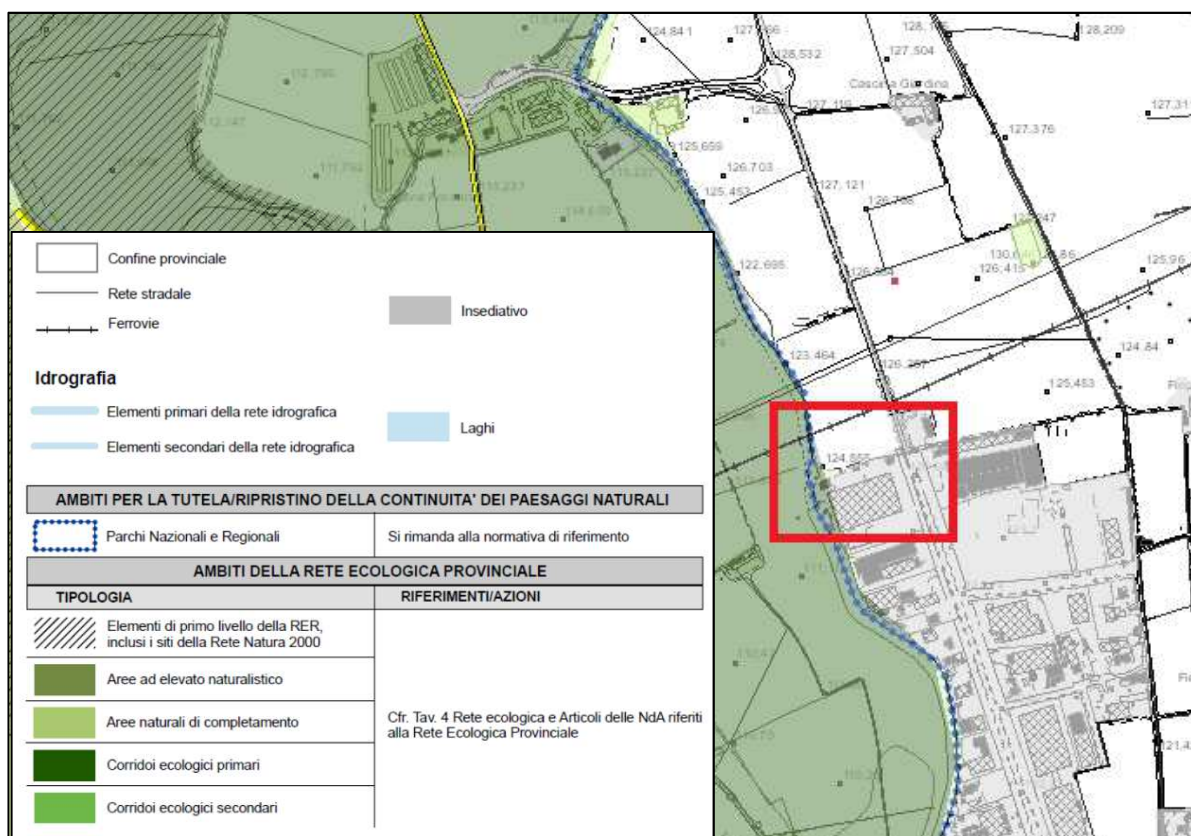 124,841
128,532
127,504
128,209
Cascina Giardina
127,376
125,659
126,703
125,453
127,121
122,695
126,415
125,96
123,464
126,267
124,84
125,453
Confine provinciale
Rete stradale
Ferrovie
Insediativo
Idrografia
Elementi primari della rete idrografica
Laghi
Elementi secondari della rete idrografica
AMBITI PER LA TUTELA/RIPRISTINO DELLA CONTINUITA' DEI PAESAGGI NATURALI
Parchi Nazionali e Regionali
Si rimanda alla normativa di riferimento
AMBITI DELLA RETE ECOLOGICA PROVINCIALE
TIPOLOGIA
RIFERIMENTI/AZIONI
Elementi di primo livello della RER,
inclusi i siti della Rete Natura 2000
Aree ad elevato naturalistico
Aree naturali di completamento
Cfr. Tav. 4 Rete ecologica e Articoli delle NdA riferiti
alla Rete Ecologica Provinciale
Corridoi ecologici primari
Corridoi ecologici secondari